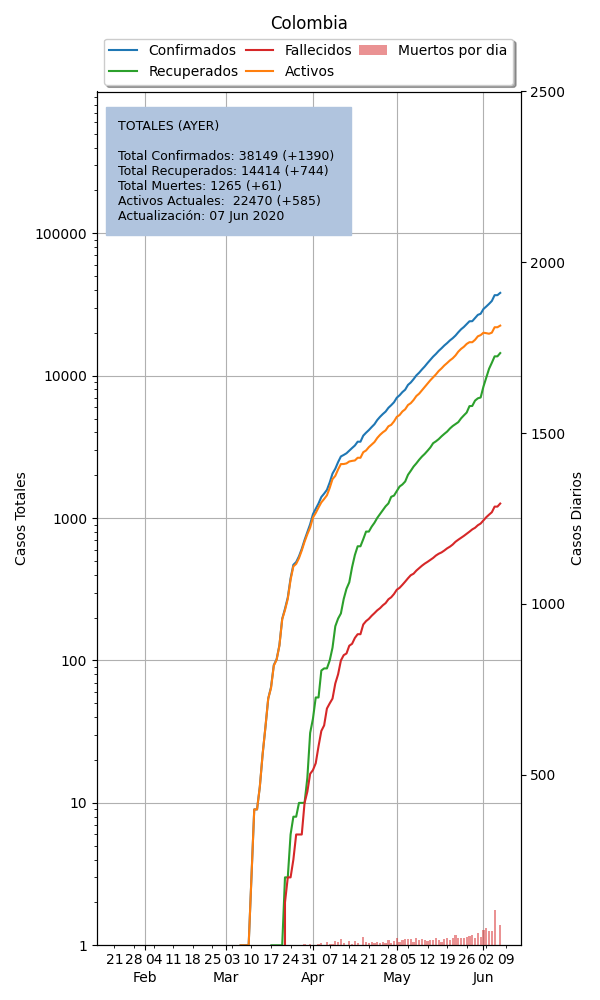 Colombia
Confirmados Fallecidos Muertos por dia
Recuperados Activos
2500
TOTALES (AYER)
Total Confirmados: 38149 (+1390)
Total Recuperados: 14414 (+744)
Total Muertes: 1265 (+61)
Activos Actuales:  22470 (+585)
Actualización: 07 Jun 2020
100000
2000
10000
1500
1000
1000
100
500
10
1
Casos Totales
Casos Diarios
21 28 04 11 18 25 03 10 17 24 31 07 14 21 28 05 12 19 26 02 09
Feb Mar Apr May Jun